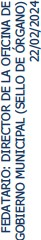 FEDATARIO: DIRECTOR DE LA OFICINA DE
GOBIERNO MUNICIPAL (SELLO DE ÓRGANO)
22/02/2024